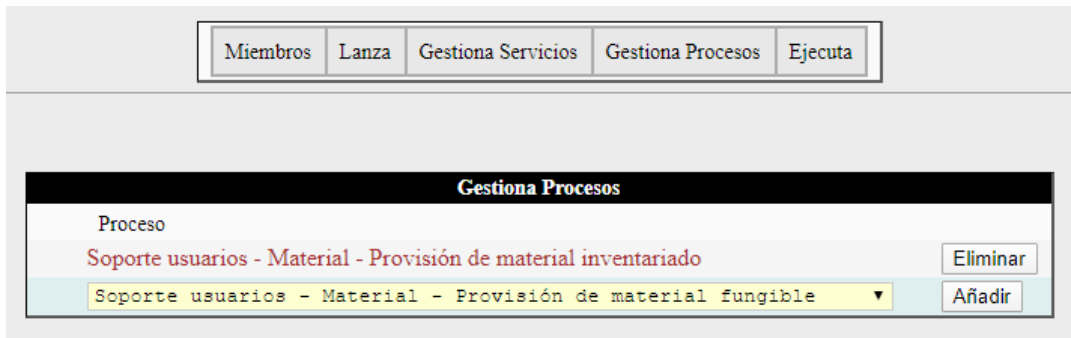 Miembros Lanza Gestiona Servicios Gestiona Procesos Ejecuta
Gestiona Procesos
Proceso
Soporte usuarios - Material - Provisión de material inventariado Eliminar
Soporte usuarios - Material - Provisión de material fungible Añadir